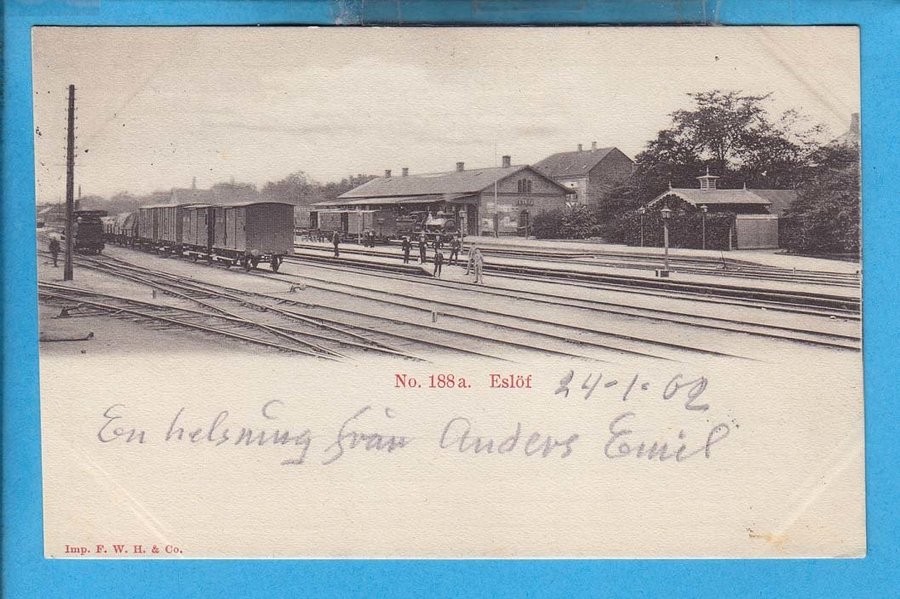 No. 188a. Eslöf
24-1-02
En helsning från Anders Emil
Imp. F. W. H. & Co.